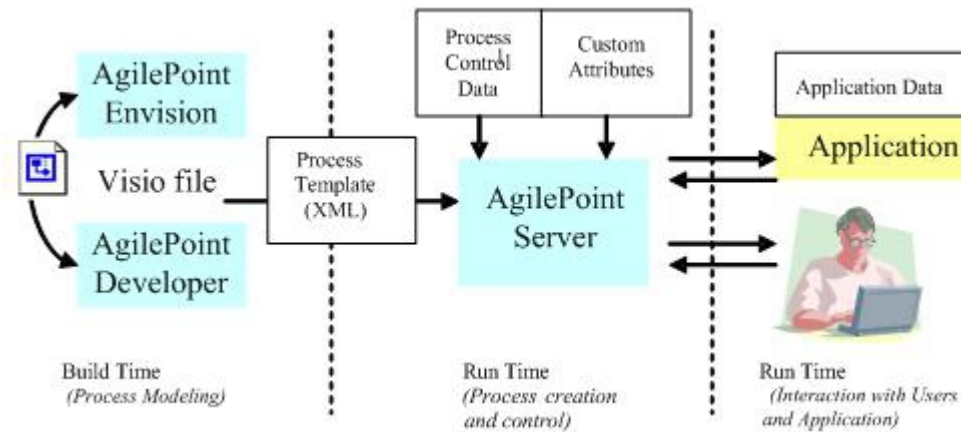 AgilePoint
Envision
Visio file
AgilePoint
Developer
Process
Template
(XML)
Process
Control
Data
Custom
Attributes
AgilePoint
Server
Application Data
Application
Build Time
(Process Modeling)
Run Time
(Process creation
and control)
Run Time
(Interaction with Users
and Application)